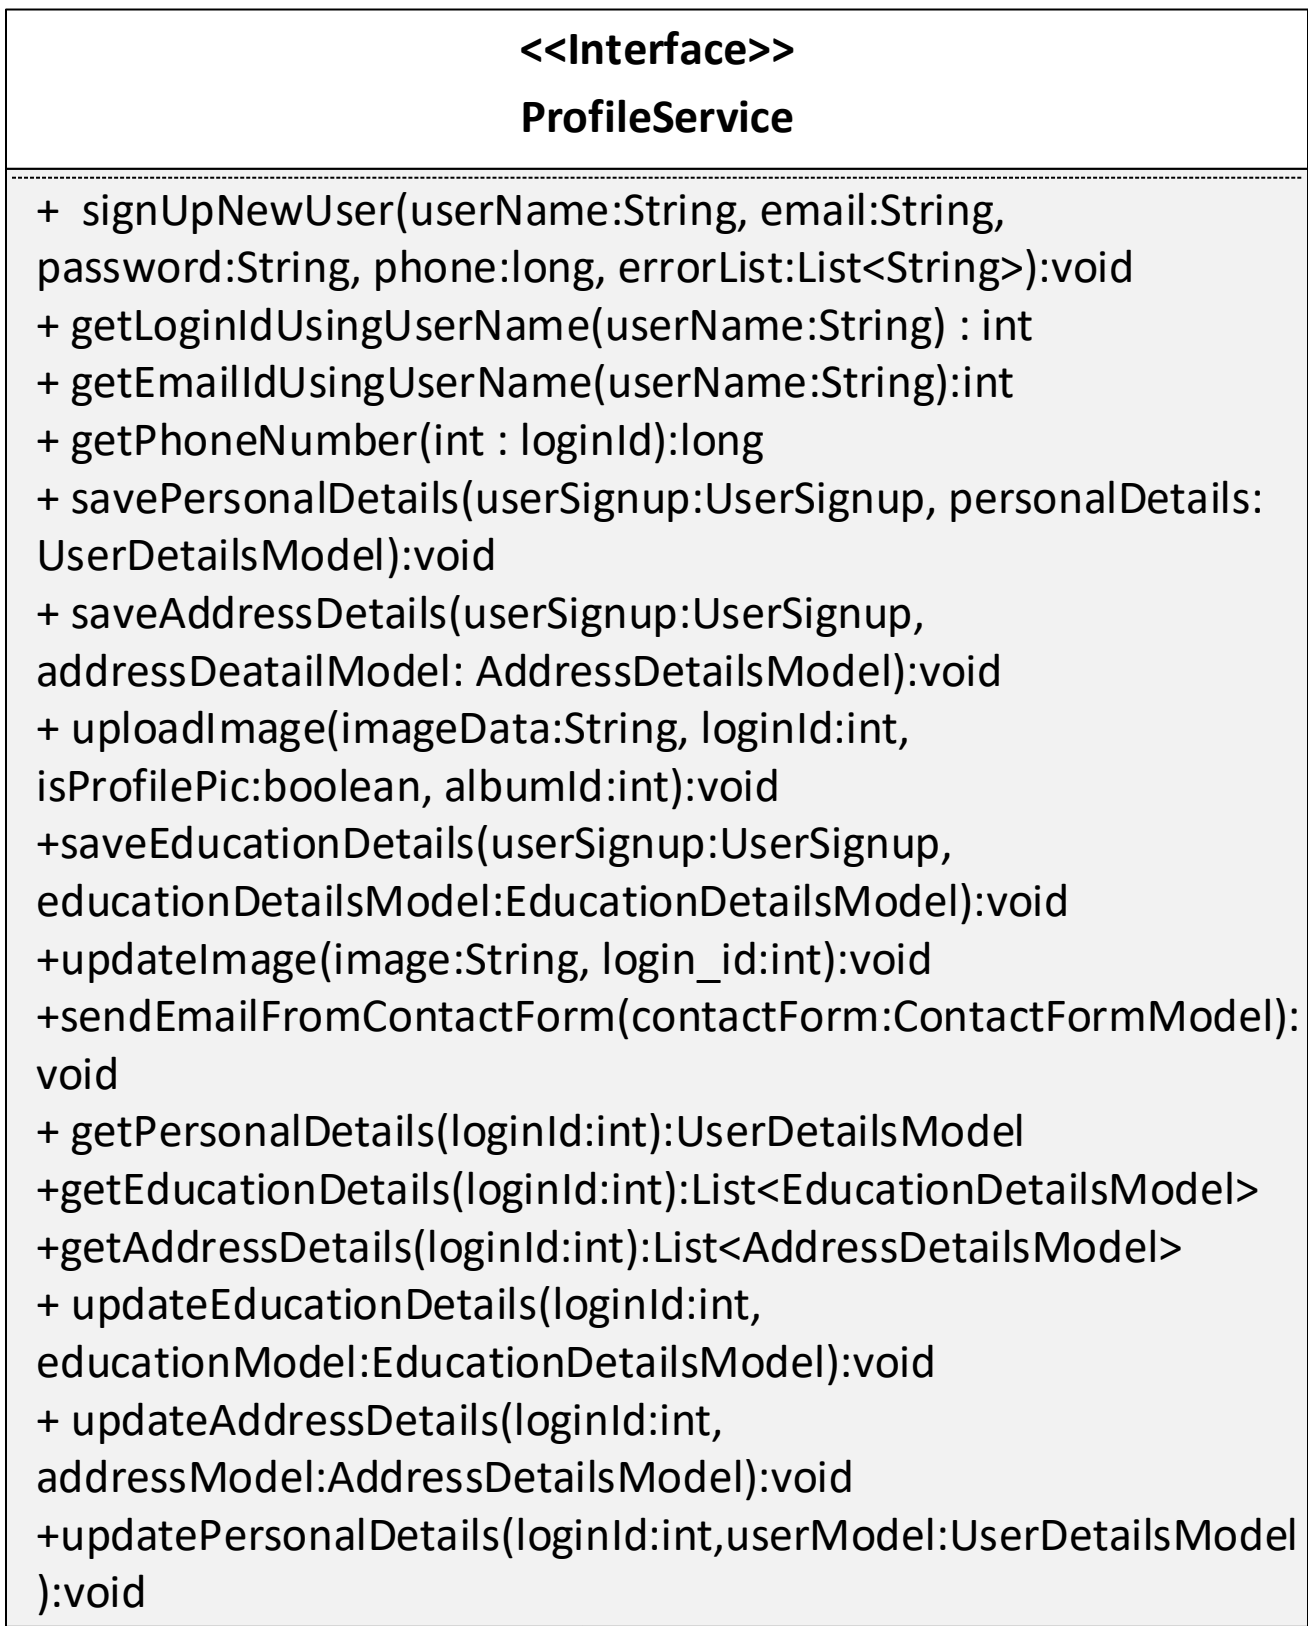 <<Interface>>
ProfileService
+  signUpNewUser(userName:String, email:String,
password:String, phone:long, errorList:List<String>):void
+ getLoginIdUsingUserName(userName:String) : int
+ getEmailIdUsingUserName(userName:String):int
+ getPhoneNumber(int : loginId):long
+ savePersonalDetails(userSignup:UserSignup, personalDetails:
UserDetailsModel):void
+ saveAddressDetails(userSignup:UserSignup,
addressDeatailModel: AddressDetailsModel):void
+ uploadImage(imageData:String, loginId:int,
isProfilePic:boolean, albumId:int):void
+saveEducationDetails(userSignup:UserSignup,
educationDetailsModel:EducationDetailsModel):void
+updateImage(image:String, login_id:int):void
+sendEmailFromContactForm(contactForm:ContactFormModel):
void
+ getPersonalDetails(loginId:int):UserDetailsModel
+getEducationDetails(loginId:int):List<EducationDetailsModel>
+getAddressDetails(loginId:int):List<AddressDetailsModel>
+ updateEducationDetails(loginId:int,
educationModel:EducationDetailsModel):void
+ updateAddressDetails(loginId:int,
addressModel:AddressDetailsModel):void
+updatePersonalDetails(loginId:int,userModel:UserDetailsModel
):void